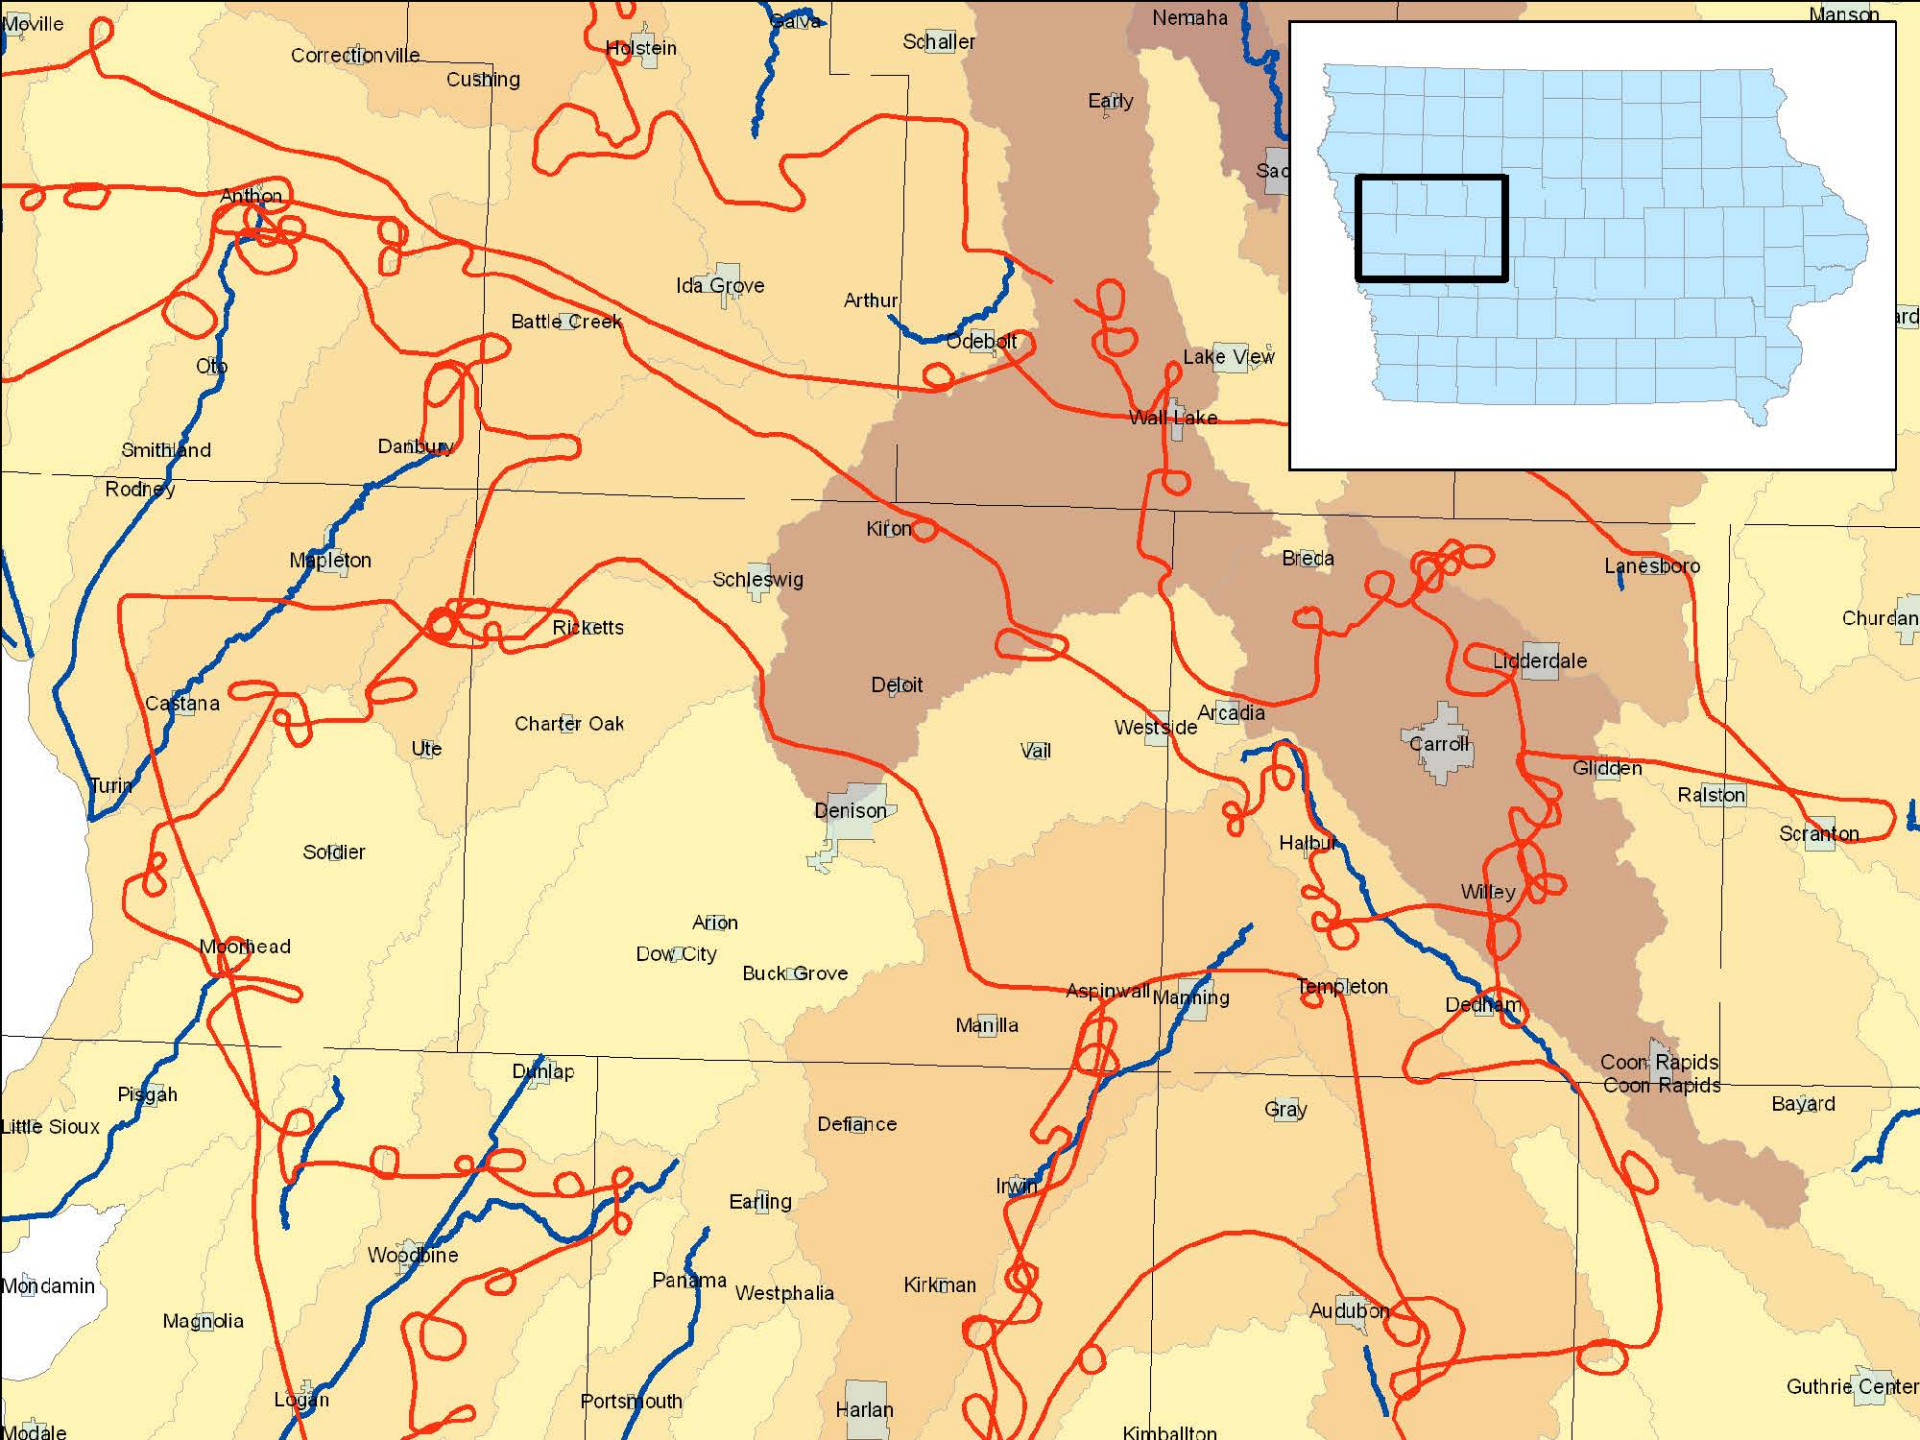 Moville
Galva
Nemaha
Manson
Correctionville
Holstein
Schaller
Cushing
Early
Sac
Anthon
Ida Grove
Arthur
Battle Creek
Odebolt
Lake View
ard
Oto
Wall Lake
Smithland
Danbury
Rodney
Kiron
Mapleton
Schleswig
Breda
Lanesboro
Churdan
Ricketts
Lidderdale
Deloit
Castana
Charter Oak
Ute
Vail
Westside
Arcadia
Carroll
Glidden
Turin
Ralston
Denison
Scranton
Soldier
Halbur
Willey
Arion
Moorhead
Dow City
Buck Grove
Aspinwall
Manning
Templeton
Dedham
Manilla
Coon Rapids
Coon Rapids
Dunlap
Pisgah
Little Sioux
Defiance
Gray
Bayard
Irwin
Earling
Woodbine
Mondamin
Panama
Westphalia
Kirkman
Magnolia
Audubon
Guthrie Center
Logan
Portsmouth
Harlan
Modale
Kimballton